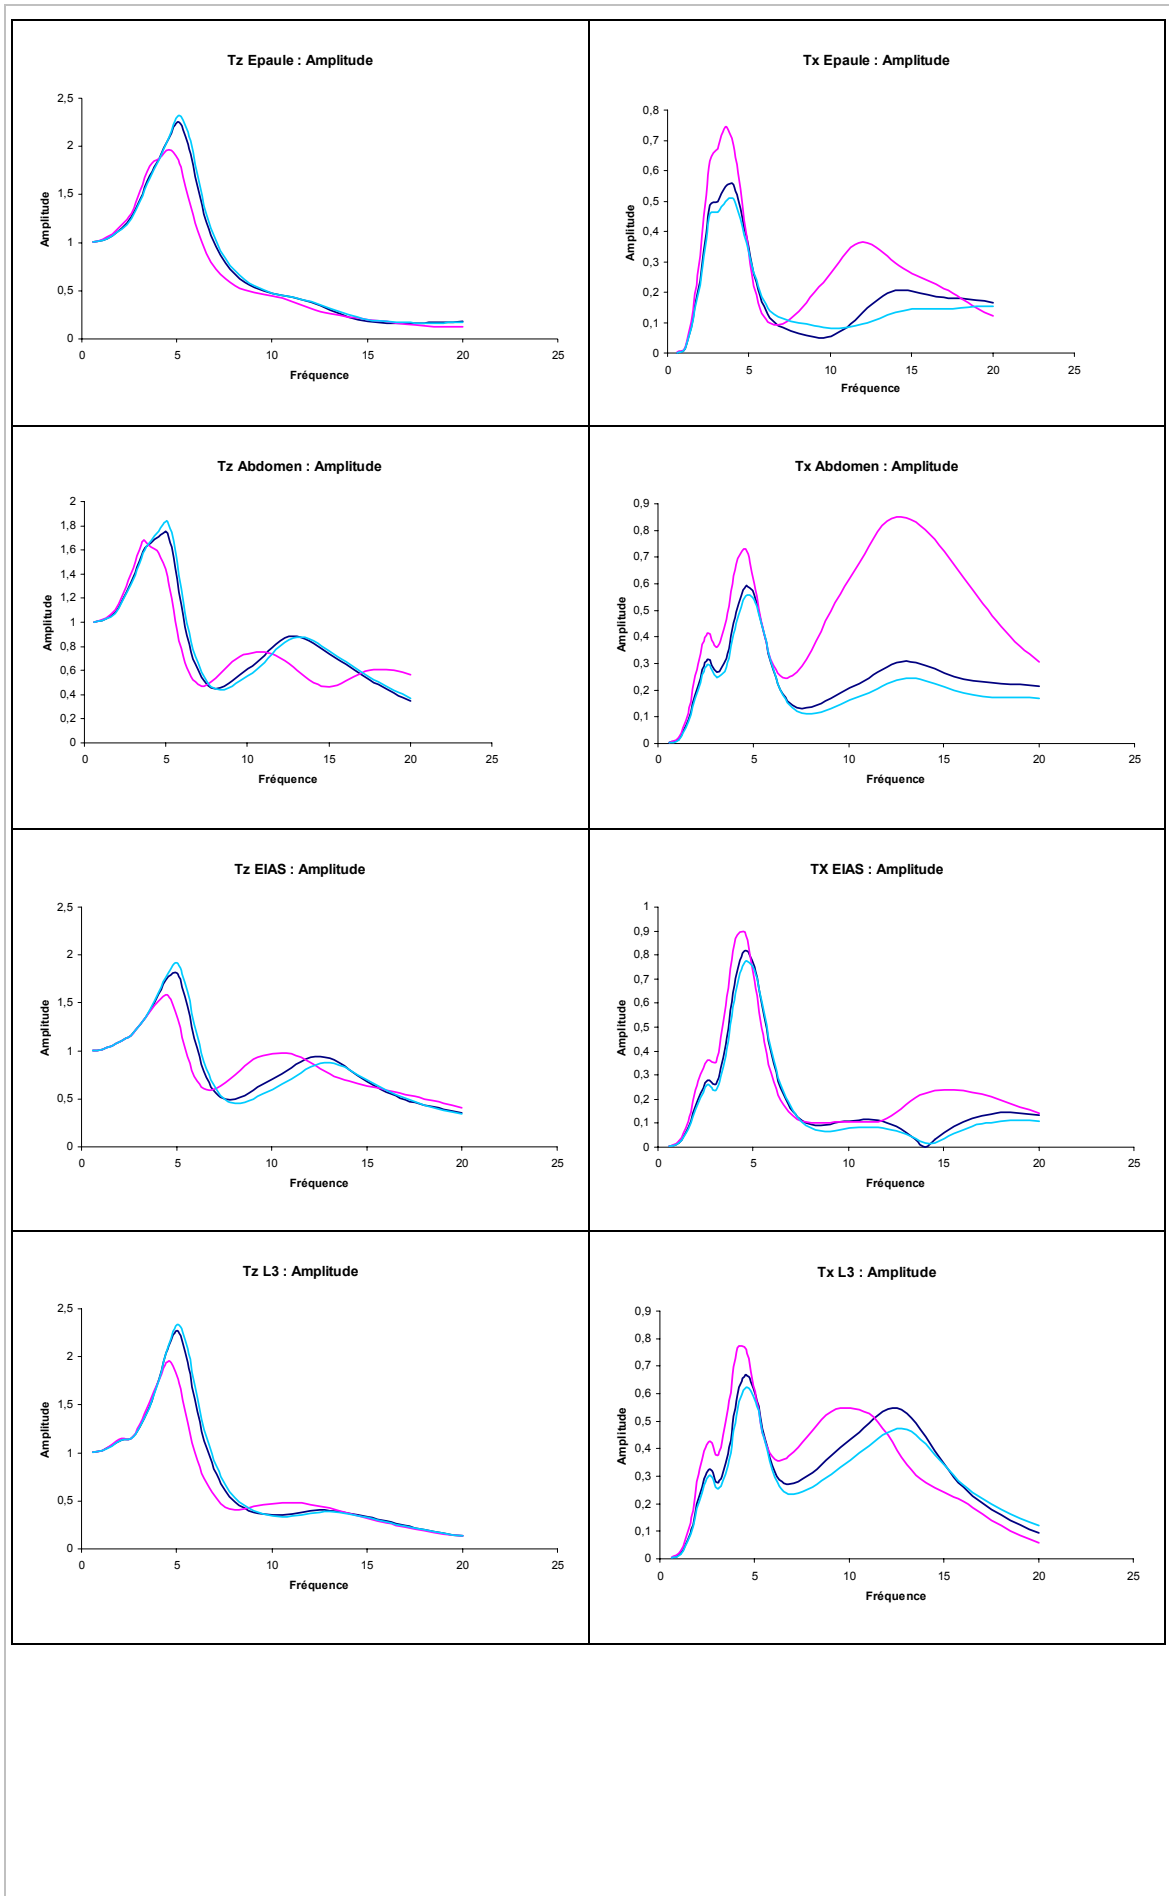 Tz Epaule : Amplitude
2,5
2
1,5
1
0,5
0
Amplitude
0 5 10 15 20 25
Fréquence
Tx Epaule : Amplitude
0,8
0,7
0,6
0,5
0,4
0,3
0,2
0,1
0
Amplitude
0 5 10 15 20 25
Fréquence
Tz Abdomen : Amplitude
2
1,8
1,6
1,4
1,2
1
0,8
0,6
0,4
0,2
0
Amplitude
0 5 10 15 20 25
Fréquence
Tx Abdomen : Amplitude
0,9
0,8
0,7
0,6
0,5
0,4
0,3
0,2
0,1
0
Amplitude
0 5 10 15 20 25
Fréquence
Tz EIAS : Amplitude
2,5
2
1,5
1
0,5
0
Amplitude
0 5 10 15 20 25
Fréquence
TX EIAS : Amplitude
1
0,9
0,8
0,7
0,6
0,5
0,4
0,3
0,2
0,1
0
Amplitude
0 5 10 15 20 25
Fréquence
Tz L3 : Amplitude
2,5
2
1,5
1
0,5
0
Amplitude
0 5 10 15 20 25
Fréquence
Tx L3 : Amplitude
0,9
0,8
0,7
0,6
0,5
0,4
0,3
0,2
0,1
0
Amplitude
0 5 10 15 20 25
Fréquence